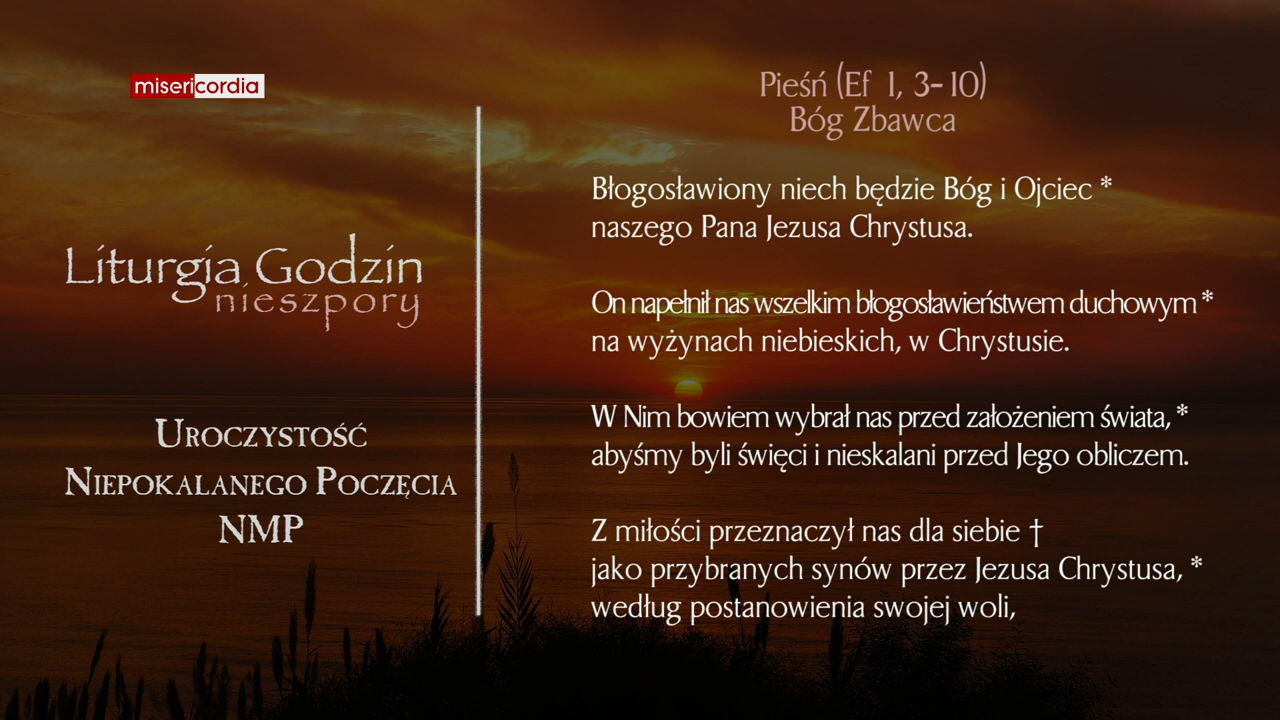 misericordia
Liturgia Godzin
nieszpory
Uroczystość
Niepokalanego Poczęcia
NMP
Pieśń (Ef 1, 3-10)
Bóg Zbawca
Błogosławiony niech będzie Bóg i Ojciec *
naszego Pana Jezusa Chrystusa.
On napełnił nas wszelkim błogosławieństwem duchowym *
na wyżynach niebieskich, w Chrystusie.
W Nim bowiem wybrał nas przed założeniem świata, *
abyśmy byli święci i nieskalani przed Jego obliczem.
Z miłości przeznaczył nas dla siebie †
jako przybranych synów przez Jezusa Chrystusa, *
według postanowienia swojej woli,